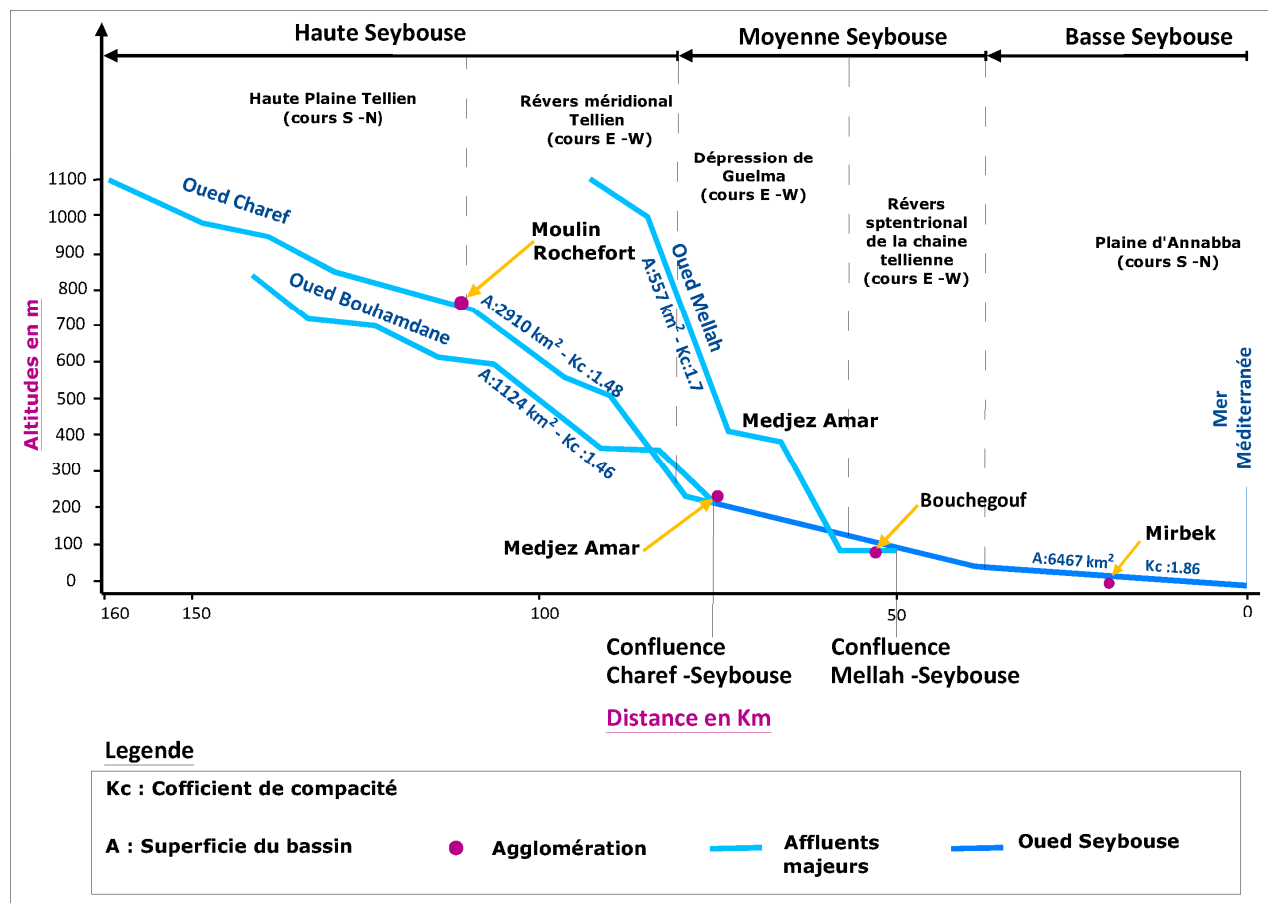 Haute Seybouse
Moyenne Seybouse
Basse Seybouse
Haute Plaine Tellien
(cours S -N)
Révers méridional
Tellien
(cours E -W)
Dépression de
Guelma
(cours E -W)
Révers
sptentrional
de la chaine
tellienne
(cours E -W)
Plaine d'Annabba
(cours S -N)
Altitudes en m
1100
1000
900
800
700
600
500
400
300
200
100
0
Oued Charef
Oued Bouhamdane
Moulin
Rochefort
A:2910 km² - Kc :1.48
A:1124 km² - Kc :1.46
Oued Mellah
A:557 km² - Kc:1.7
Medjez Amar
Medjez Amar
Bouchegouf
Mirbek
A:6467 km² Kc :1.86
Mer
Méditerranée
160
150
100
50
0
Confluence
Charef -Seybouse
Confluence
Mellah -Seybouse
Distance en Km
Legende
Kc : Cofficient de compacité
A : Superficie du bassin
Agglomération
Affluents
majeurs
Oued Seybouse